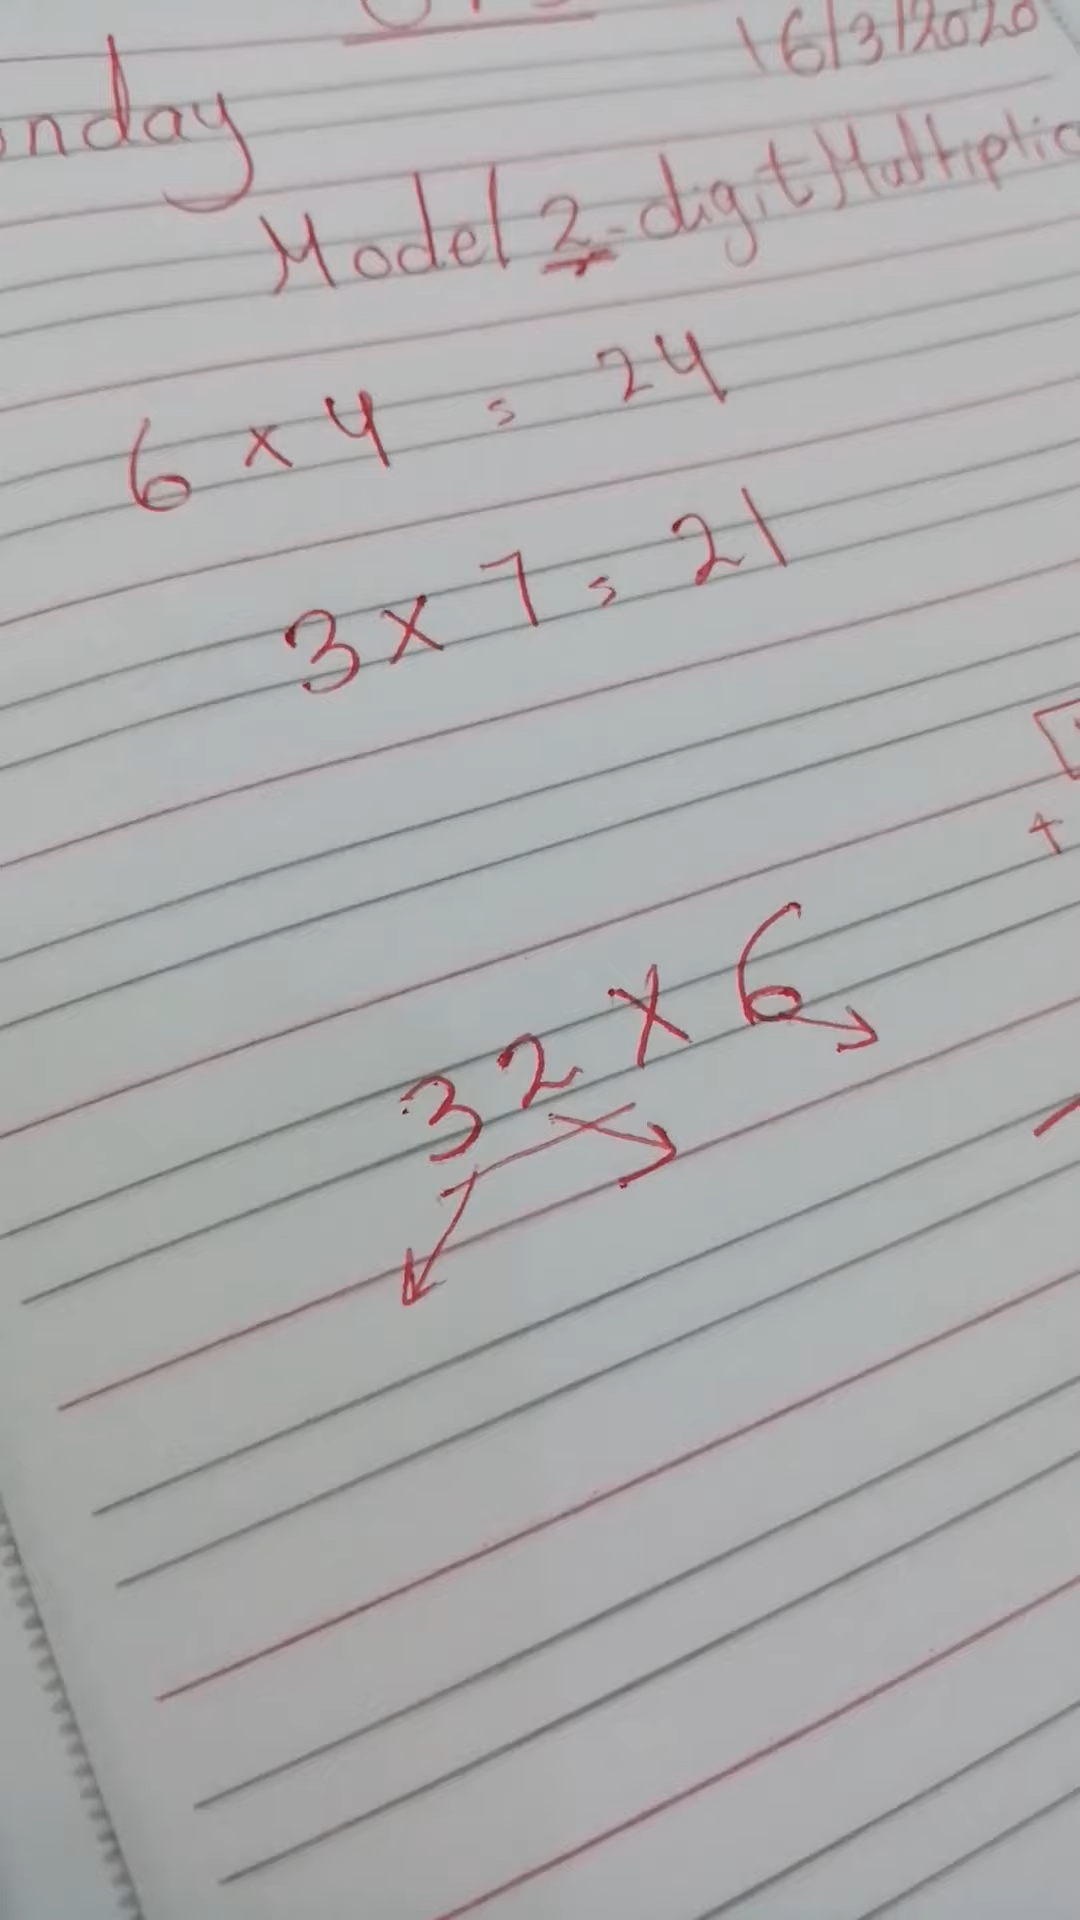 16/3/2020
nday
Model 2-digit Multiplic
6 x 4 = 24
3 x 7 = 21
+
32 x 6